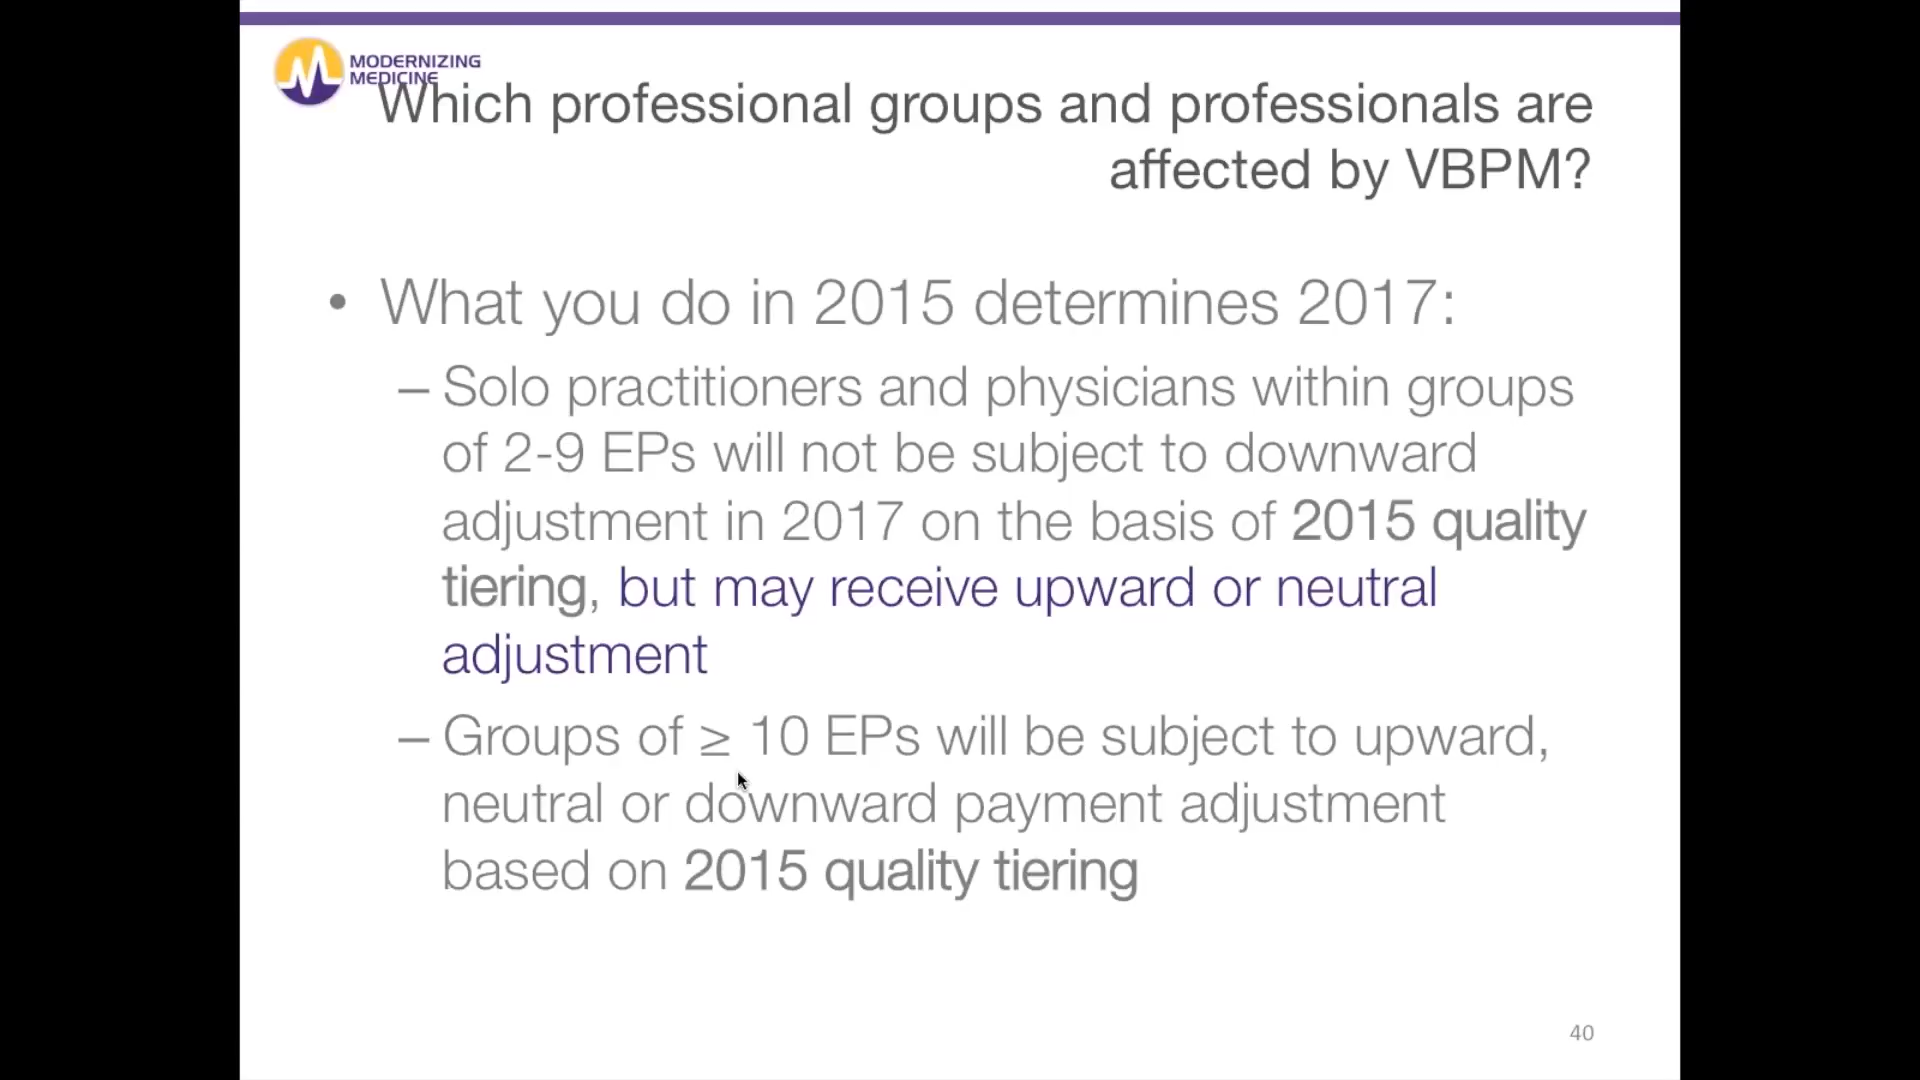 MODERNIZING
MEDICINE
Which professional groups and professionals are
affected by VBPM?
• What you do in 2015 determines 2017:
– Solo practitioners and physicians within groups
of 2-9 EPs will not be subject to downward
adjustment in 2017 on the basis of 2015 quality
tiering, but may receive upward or neutral
adjustment
– Groups of ≥ 10 EPs will be subject to upward,
neutral or downward payment adjustment
based on 2015 quality tiering
40